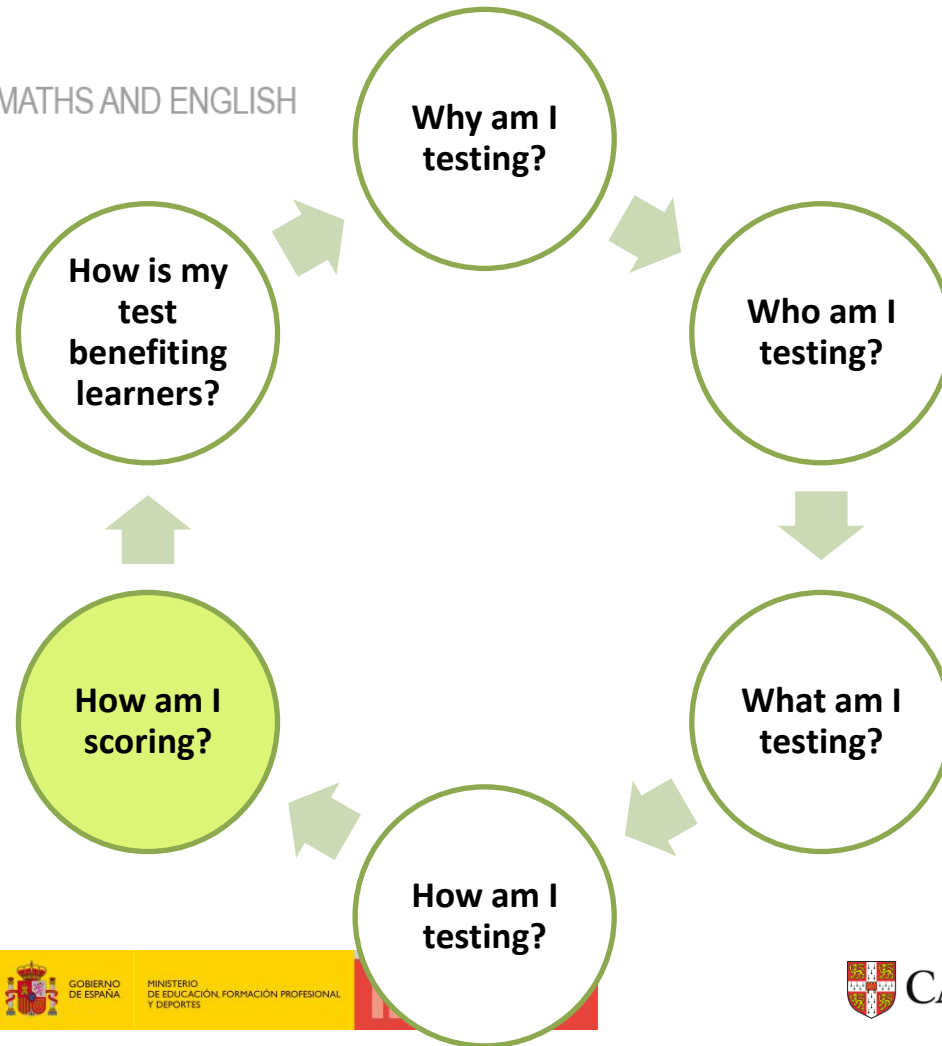 MATHS AND ENGLISH
Why am I
testing?
Who am I
testing?
What am I
testing?
How am I
testing?
How am I
scoring?
How is my
test
benefiting
learners?
GOBIERNO
DE ESPAÑA
MINISTERIO
DE EDUCACIÓN, FORMACIÓN PROFESIONAL
Y DEPORTES